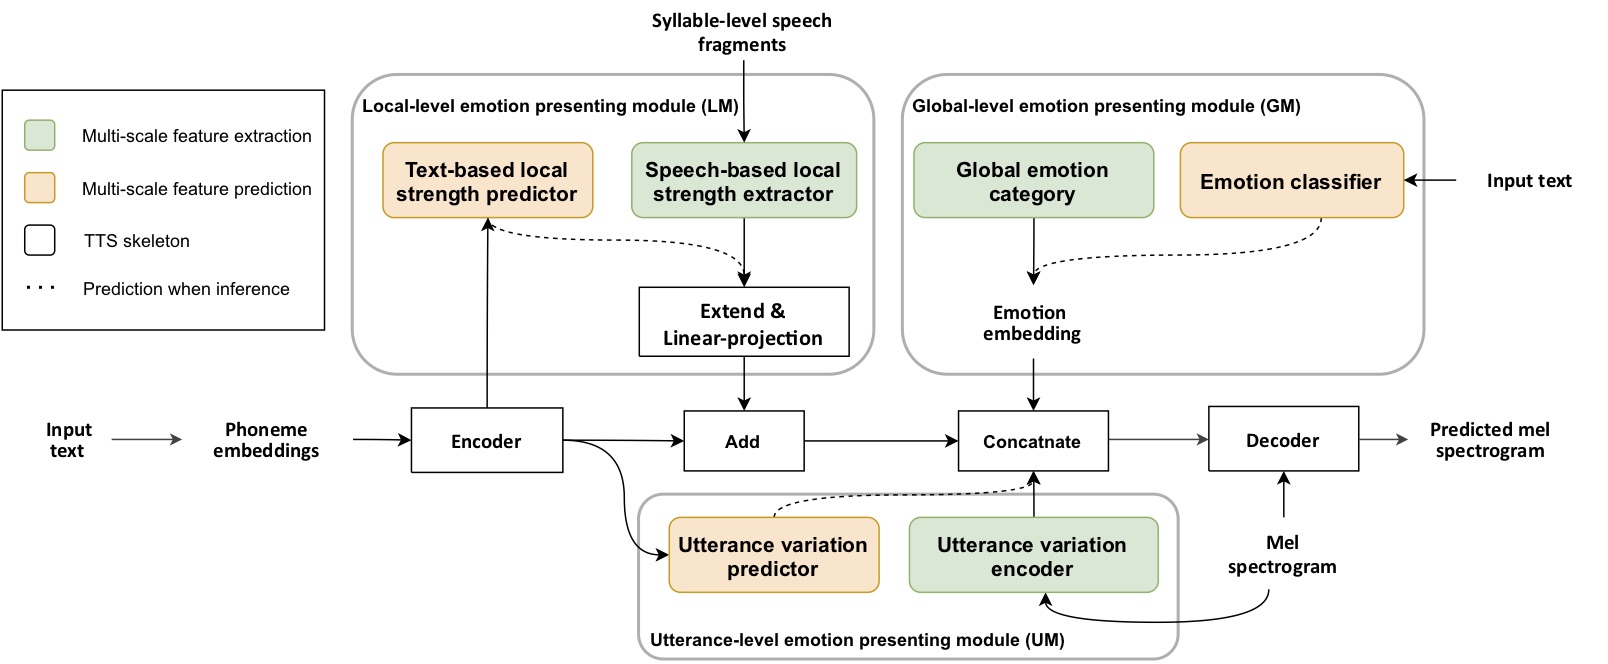 Syllable-level speech
fragments
Multi-scale feature extraction
Multi-scale feature prediction
TTS skeleton
Prediction when inference
Local-level emotion presenting module (LM)
Text-based local
strength predictor
Speech-based local
strength extractor
Extend &
Linear-projection
Global-level emotion presenting module (GM)
Global emotion
category
Emotion classifier
Input text
Emotion
embedding
Input
text
Phoneme
embeddings
Encoder
Add
Concatnate
Decoder
Predicted mel
spectrogram
Utterance variation
predictor
Utterance variation
encoder
Mel
spectrogram
Utterance-level emotion presenting module (UM)